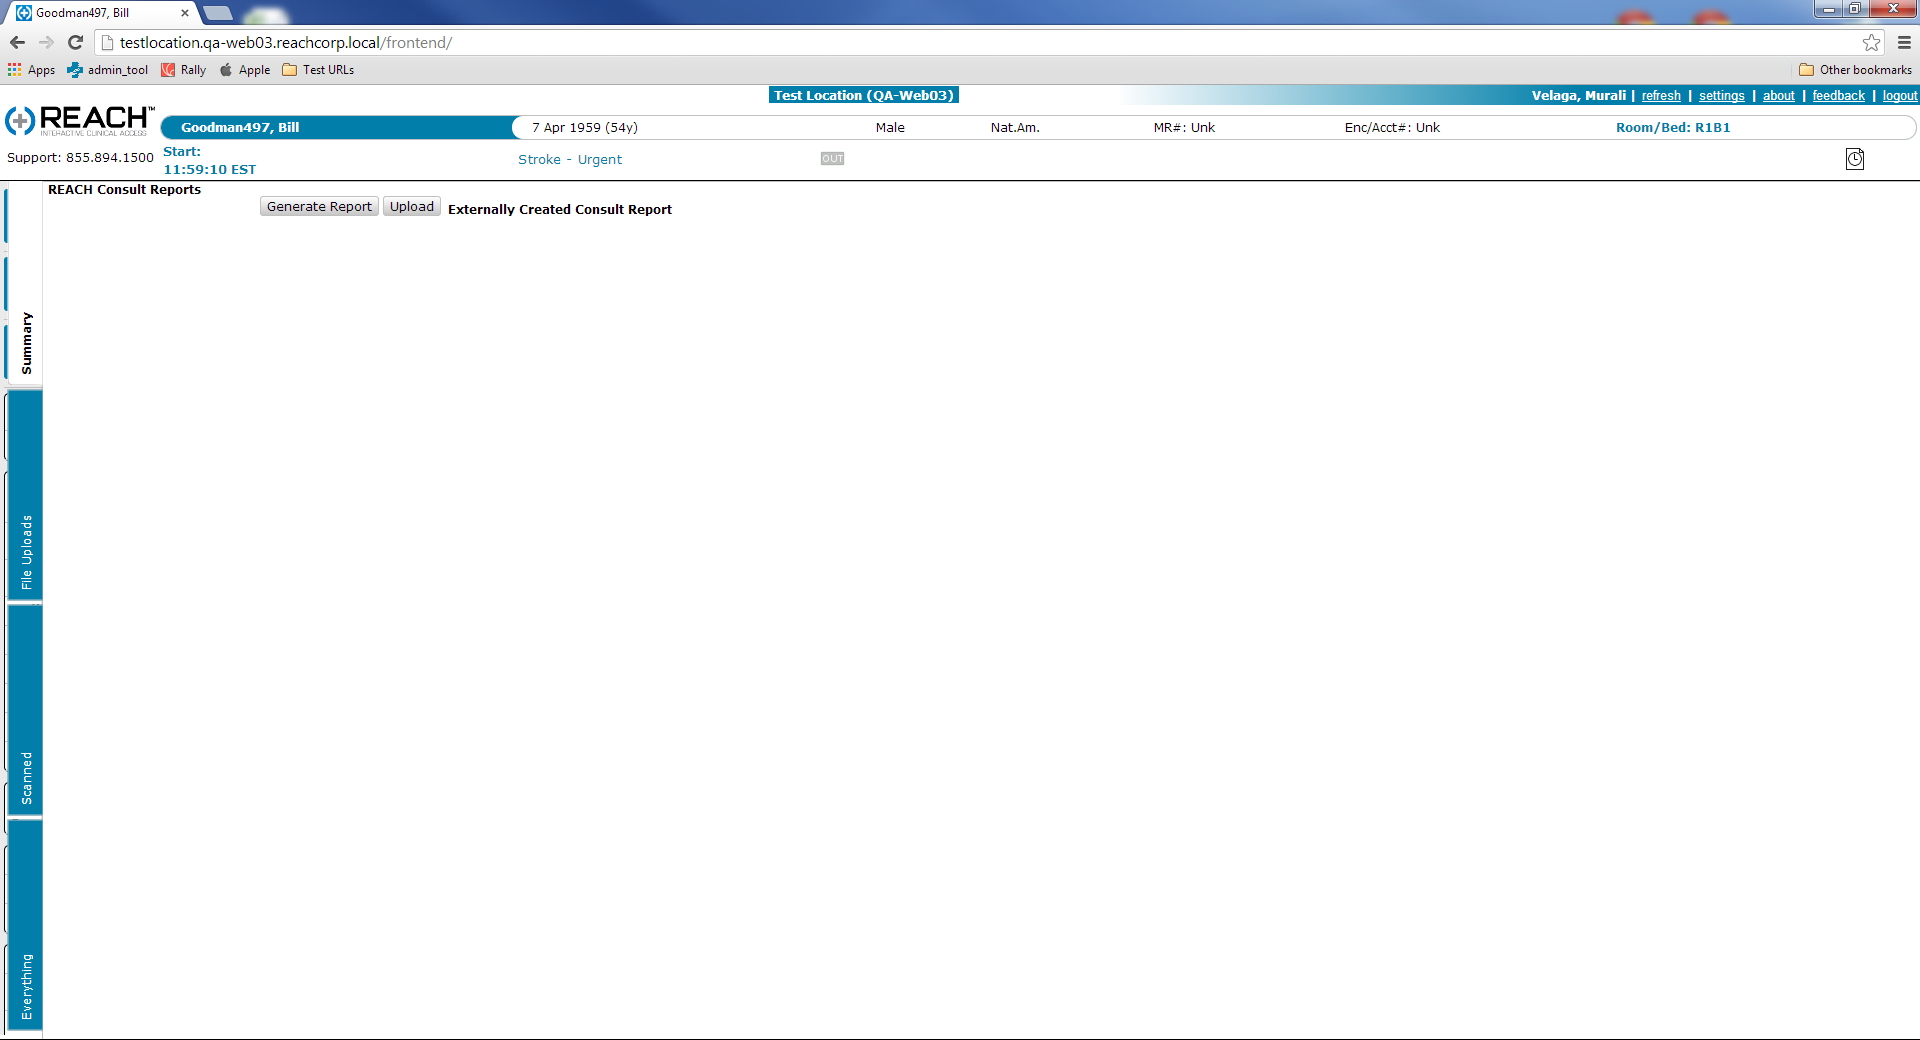 Goodman497, Bill
testlocation.qa-web03.reachcorp.local/frontend/
Apps admin_tool Rally Apple Test URLs Other bookmarks
Test Location (QA-Web03) Velaga, Murali | refresh | settings | about | feedback | logout
REACH™
INTERACTIVE CLINICAL ACCESS
Goodman497, Bill 7 Apr 1959 (54y) Male Nat.Am. MR#: Unk Enc/Acct#: Unk Room/Bed: R1B1
Support: 855.894.1500
Start:
11:59:10 EST
Stroke - Urgent OUT
REACH Consult Reports
Generate Report Upload Externally Created Consult Report
Summary
File Uploads
Scanned
Everything